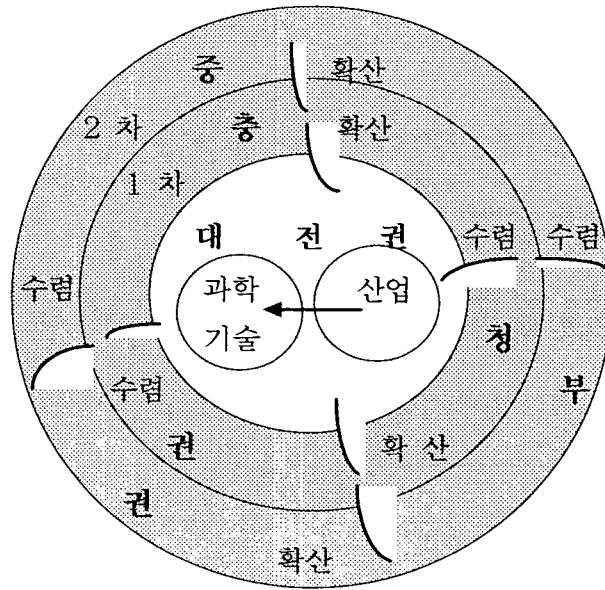 중 확산
2 차 충 확산
1 차
대 전 권 수렴 수렴
수렴 과학 산업
기술 청
수렴 부
권 확 산
권
확산